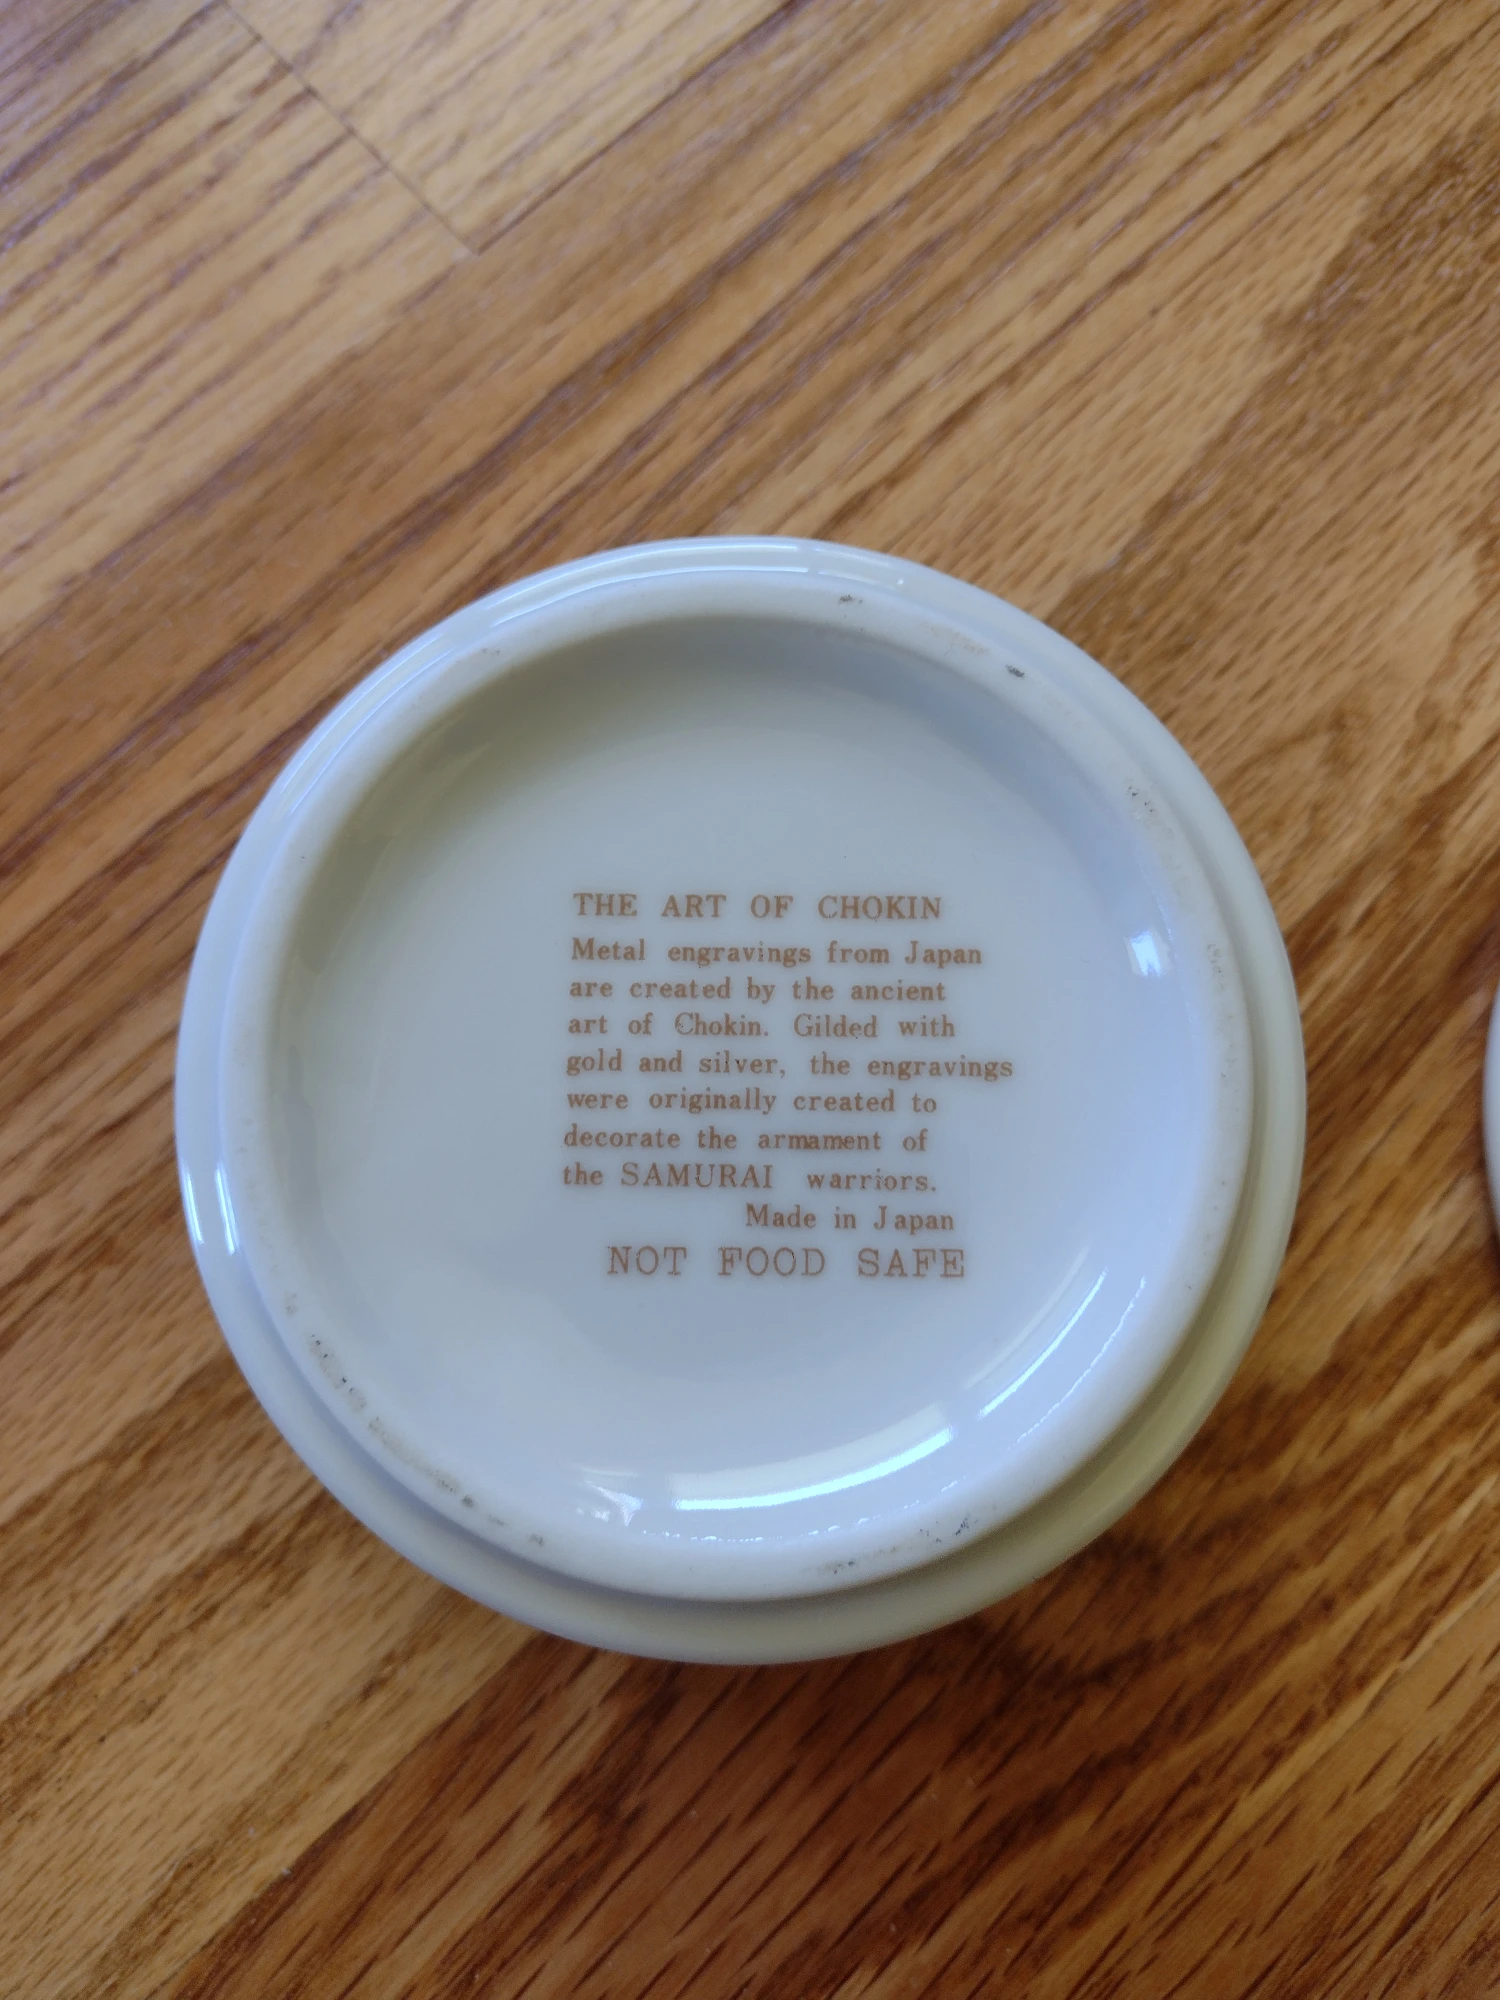 THE ART OF CHOKIN
Metal engravings from Japan
are created by the ancient
art of Chokin. Gilded with
gold and silver, the engravings
were originally created to
decorate the armament of
the SAMURAI warriors.
Made in Japan
NOT FOOD SAFE